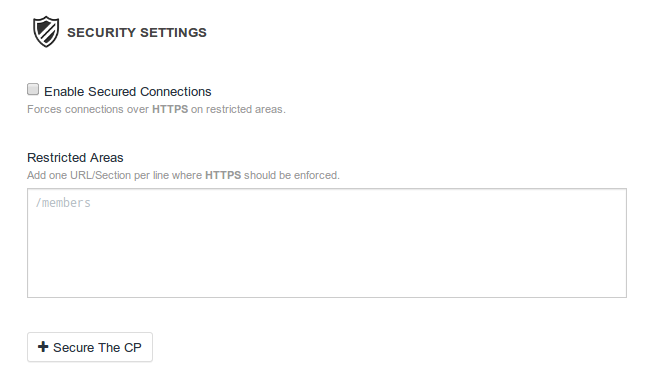 SECURITY SETTINGS
Enable Secured Connections
Forces connections over HTTPS on restricted areas.
Restricted Areas
Add one URL/Section per line where HTTPS should be enforced.
/members
Secure The CP